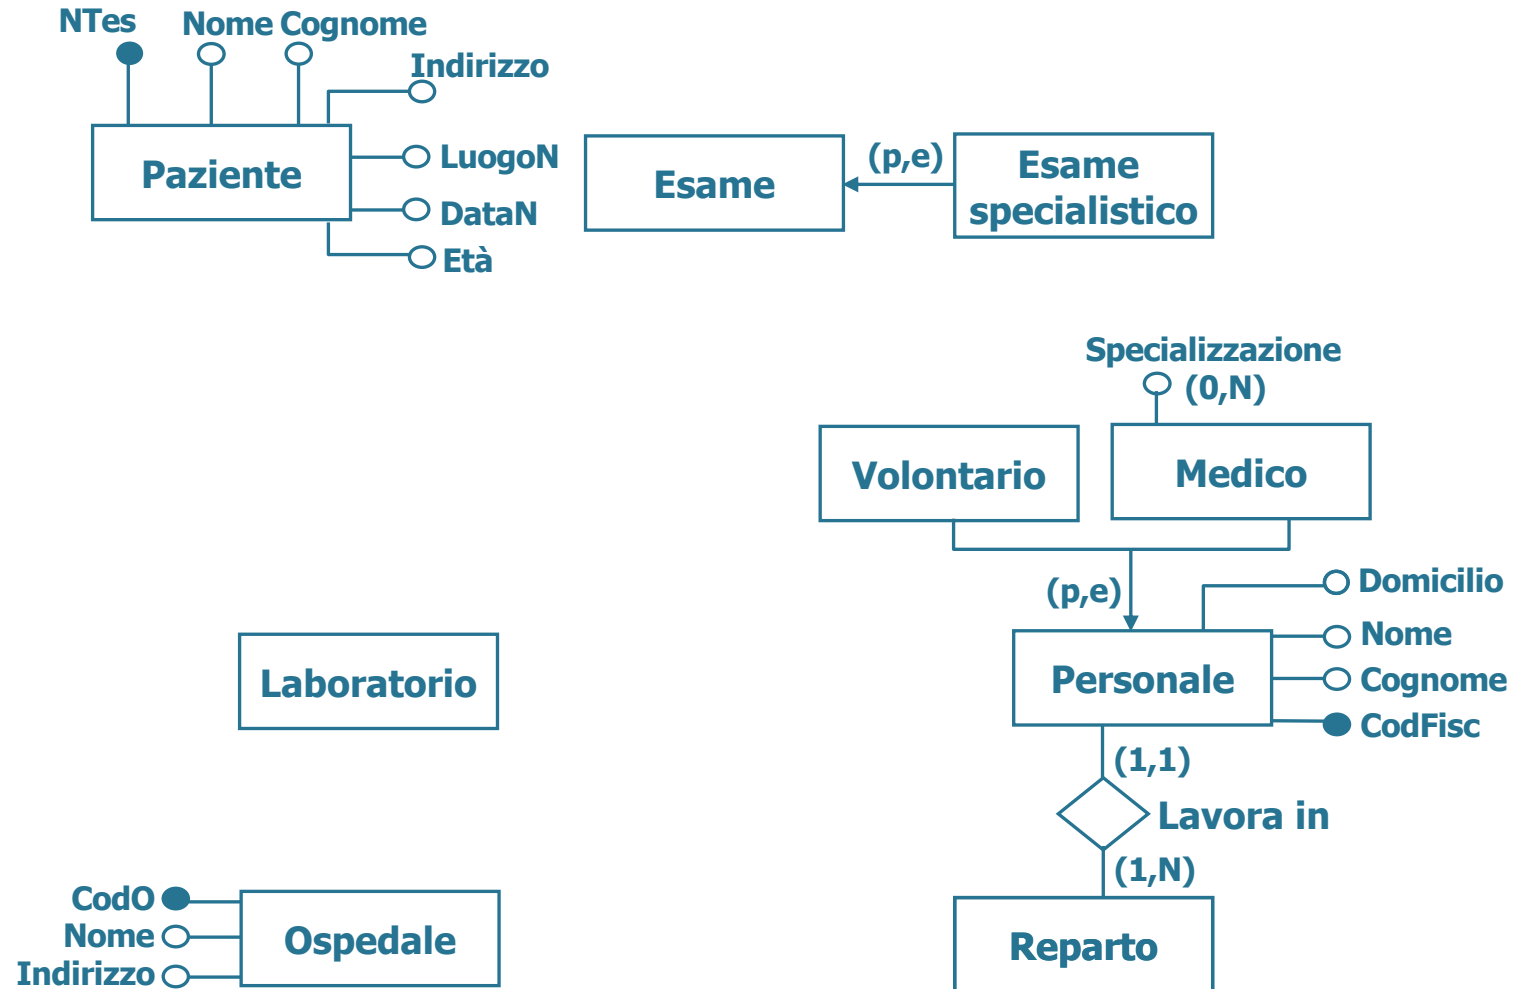 NTes
Nome Cognome
Indirizzo
Paziente
LuogoN
DataN
Età
Esame
(p,e)
Esame
specialistico
Specializzazione
(0,N)
Volontario
Medico
(p,e)
Domicilio
Nome
Cognome
CodFisc
Personale
Laboratorio
(1,1)
Lavora in
(1,N)
CodO
Nome
Indirizzo
Ospedale
Reparto